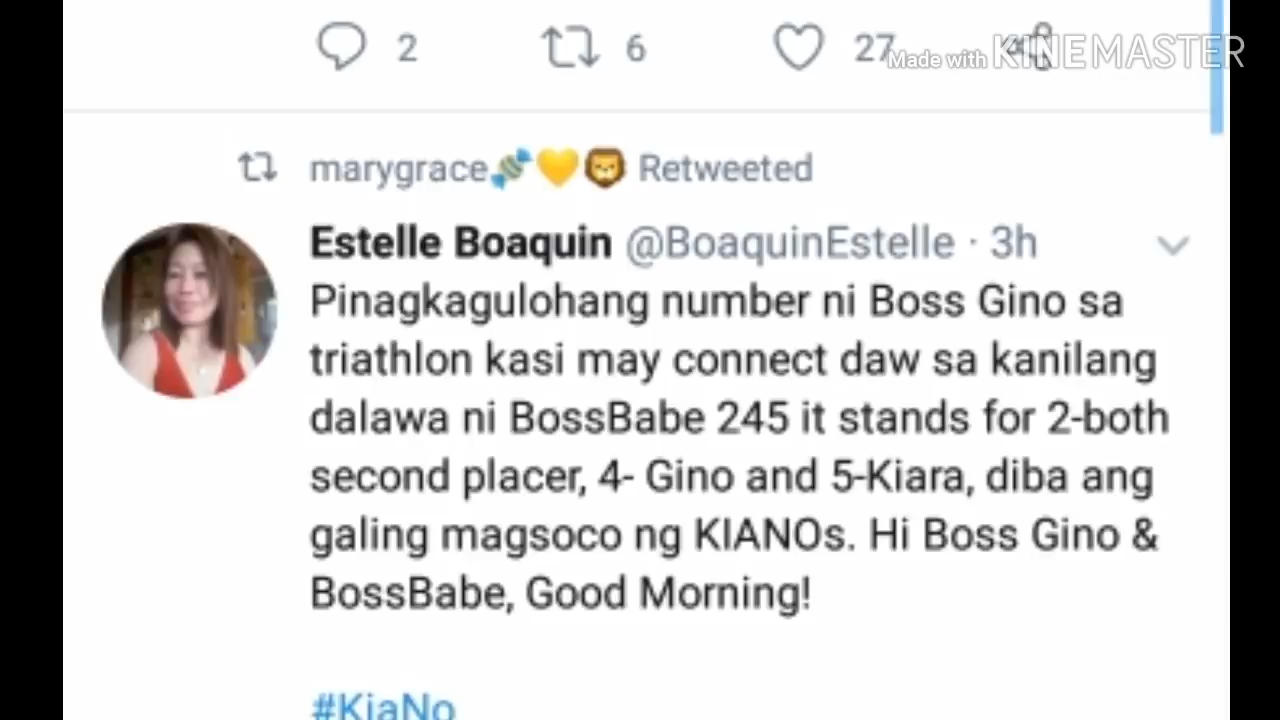 2 6 27
Made with KINEMASTER
marygrace🍬💛🦁 Retweeted
Estelle Boaquin @BoaquinEstelle · 3h
Pinagkagulohang number ni Boss Gino sa
triathlon kasi may connect daw sa kanilang
dalawa ni BossBabe 245 it stands for 2-both
second placer, 4- Gino and 5-Kiara, diba ang
galing magsoco ng KIANOs. Hi Boss Gino &
BossBabe, Good Morning!
#KiaNo